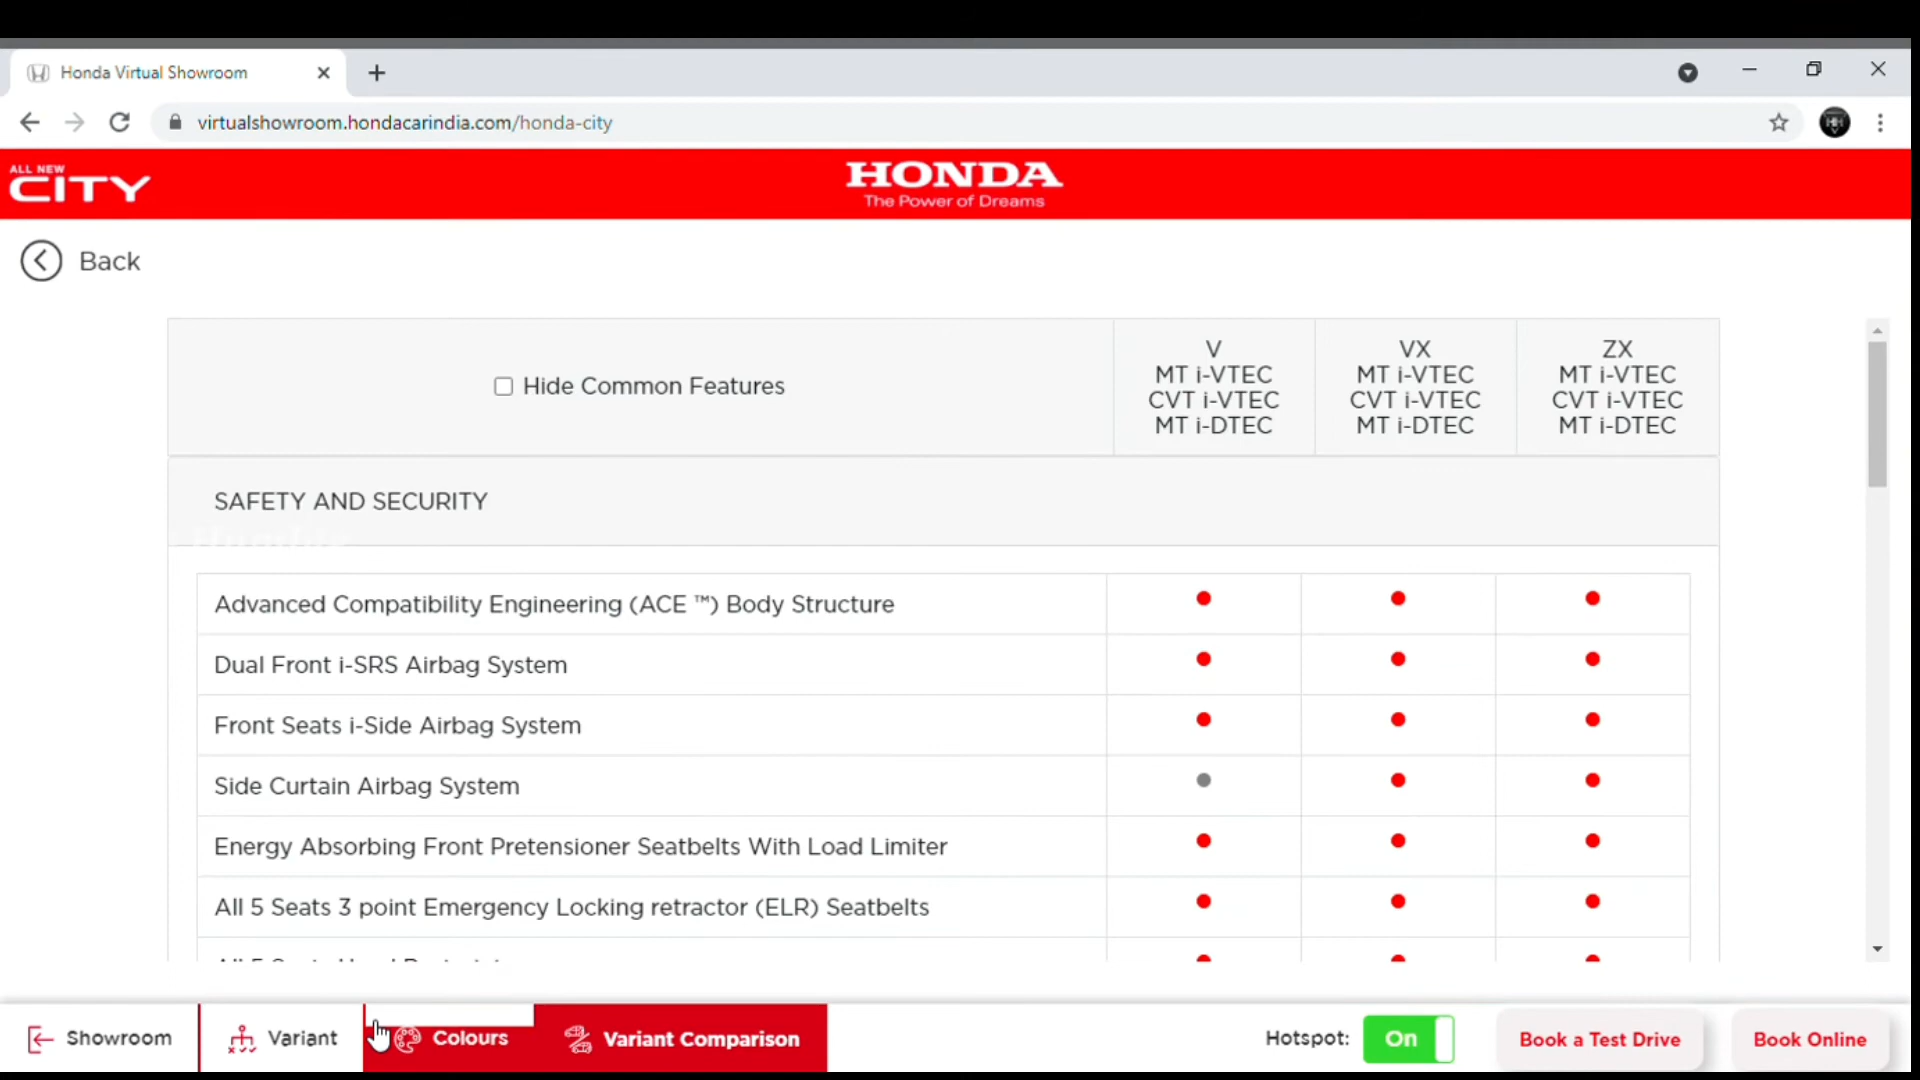 Honda Virtual Showroom
virtualshowroom.hondacarindia.com/honda-city
ALL NEW
CITY
HONDA
The Power of Dreams
Back
Hide Common Features
V
MT i-VTEC
CVT i-VTEC
MT i-DTEC
VX
MT i-VTEC
CVT i-VTEC
MT i-DTEC
ZX
MT i-VTEC
CVT i-VTEC
MT i-DTEC
SAFETY AND SECURITY
Advanced Compatibility Engineering (ACE ™) Body Structure
Dual Front i-SRS Airbag System
Front Seats i-Side Airbag System
Side Curtain Airbag System
Energy Absorbing Front Pretensioner Seatbelts With Load Limiter
All 5 Seats 3 point Emergency Locking retractor (ELR) Seatbelts
Showroom
Variant
Colours
Variant Comparison
Hotspot:
On
Book a Test Drive
Book Online